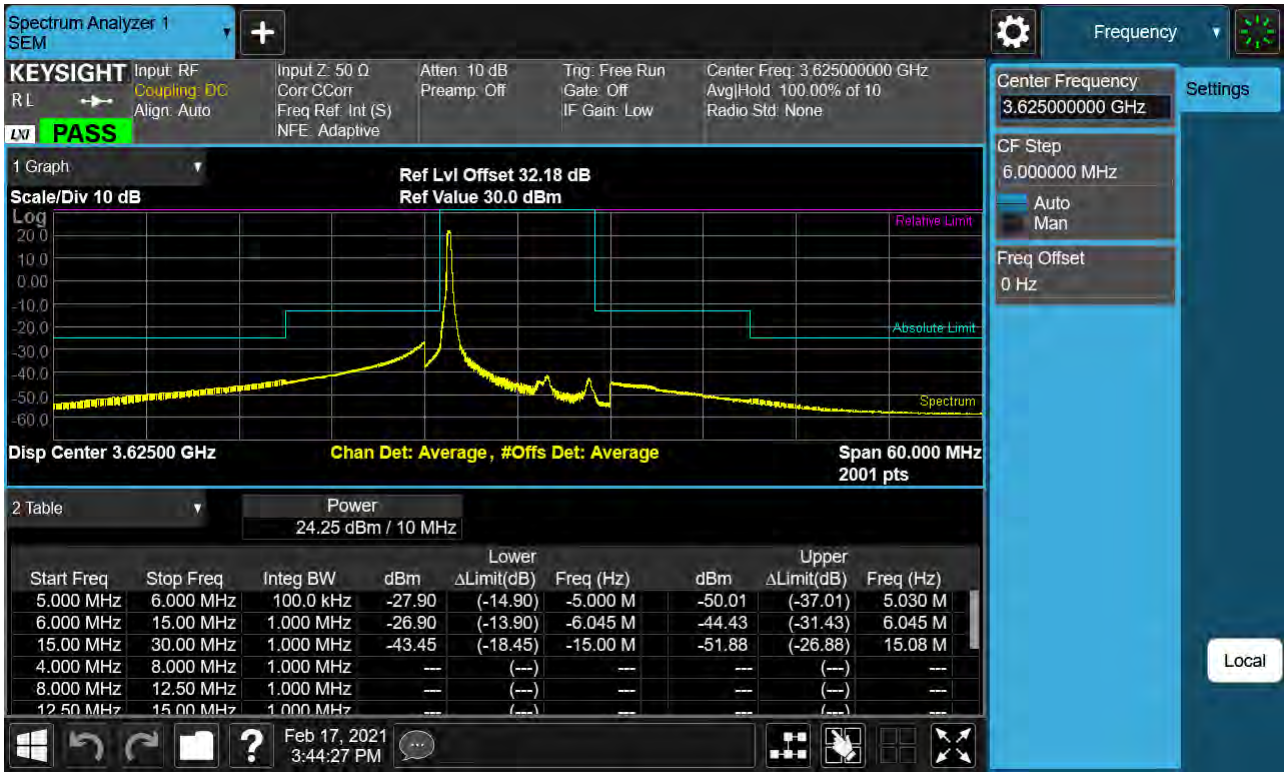 Spectrum Analyzer 1
SEM
Frequency
KEYSIGHT
RL
LXI
PASS
Input: RF
Coupling: DC
Align: Auto
Input Z: 50 Ω
Corr CCorr
Freq Ref: Int (S)
NFE: Adaptive
Atten: 10 dB
Preamp: Off
Trig: Free Run
Gate: Off
IF Gain: Low
Center Freq: 3.625000000 GHz
Avg|Hold: 100.00% of 10
Radio Std: None
Center Frequency
3.625000000 GHz
Settings
CF Step
6.000000 MHz
Auto
Man
Freq Offset
0 Hz
Local
1 Graph
Ref Lvl Offset 32.18 dB
Scale/Div 10 dB
Ref Value 30.0 dBm
Log
Relative Limit
20.0
10.0
0.00
-10.0
-20.0
Absolute Limit
-30.0
-40.0
-50.0
Spectrum
-60.0
Disp Center 3.62500 GHz
Chan Det: Average, #Offs Det: Average
Span 60.000 MHz
2001 pts
2 Table
Power
24.25 dBm / 10 MHz
Lower Upper
Start Freq Stop Freq Integ BW dBm ΔLimit(dB) Freq (Hz) dBm ΔLimit(dB) Freq (Hz)
5.000 MHz 6.000 MHz 100.0 kHz -27.90 (-14.90) -5.000 M -50.01 (-37.01) 5.030 M
6.000 MHz 15.00 MHz 1.000 MHz -26.90 (-13.90) -6.045 M -44.43 (-31.43) 6.045 M
15.00 MHz 30.00 MHz 1.000 MHz -43.45 (-18.45) -15.00 M -51.88 (-26.88) 15.08 M
4.000 MHz 8.000 MHz 1.000 MHz --- (---) --- --- (---) ---
8.000 MHz 12.50 MHz 1.000 MHz --- (---) --- --- (---) ---
12.50 MHz 15.00 MHz 1.000 MHz --- (---) --- --- (---) ---
Feb 17, 2021
3:44:27 PM